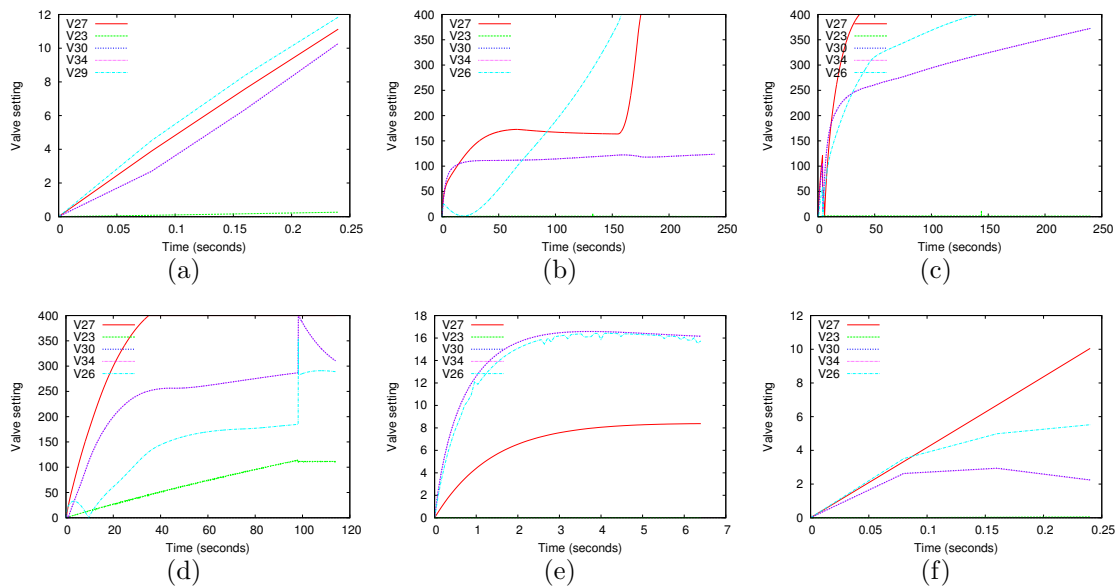 12
10
8
6
4
2
0
Valve setting
V27
V23
V30
V34
V29
0 0.05 0.1 0.15 0.2 0.25
Time (seconds)
(a)
400
350
300
250
200
150
100
50
0
Valve setting
V27
V23
V30
V34
V26
0 50 100 150 200 250
Time (seconds)
(b)
400
350
300
250
200
150
100
50
0
Valve setting
V27
V23
V30
V34
V26
0 50 100 150 200 250
Time (seconds)
(c)
400
350
300
250
200
150
100
50
0
Valve setting
V27
V23
V30
V34
V26
0 20 40 60 80 100 120
Time (seconds)
(d)
18
16
14
12
10
8
6
4
2
0
Valve setting
V27
V23
V30
V34
V26
0 1 2 3 4 5 6 7
Time (seconds)
(e)
12
10
8
6
4
2
0
Valve setting
V27
V23
V30
V34
V26
0 0.05 0.1 0.15 0.2 0.25
Time (seconds)
(f)